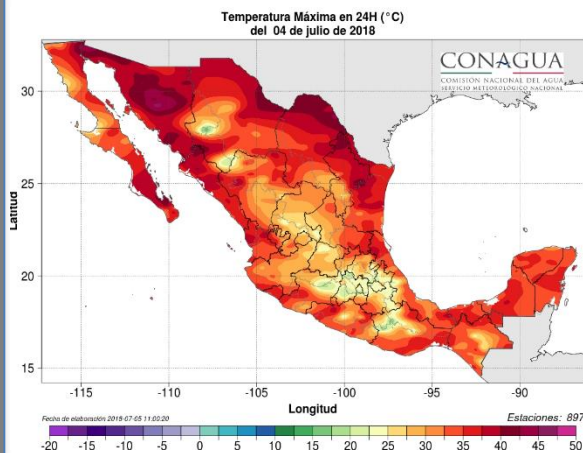 Temperatura Máxima en 24H (°C)
del 04 de julio de 2018
CONAGUA
COMISIÓN NACIONAL DEL AGUA
SERVICIO METEOROLÓGICO NACIONAL
Latitud
30
25
20
15
-115 -110 -105 -100 -95 -90
Longitud
Fecha de elaboración 2018-07-05 11:00:20
Estaciones: 897
-20 -15 -10 -5 0 5 10 15 20 25 30 35 40 45 50